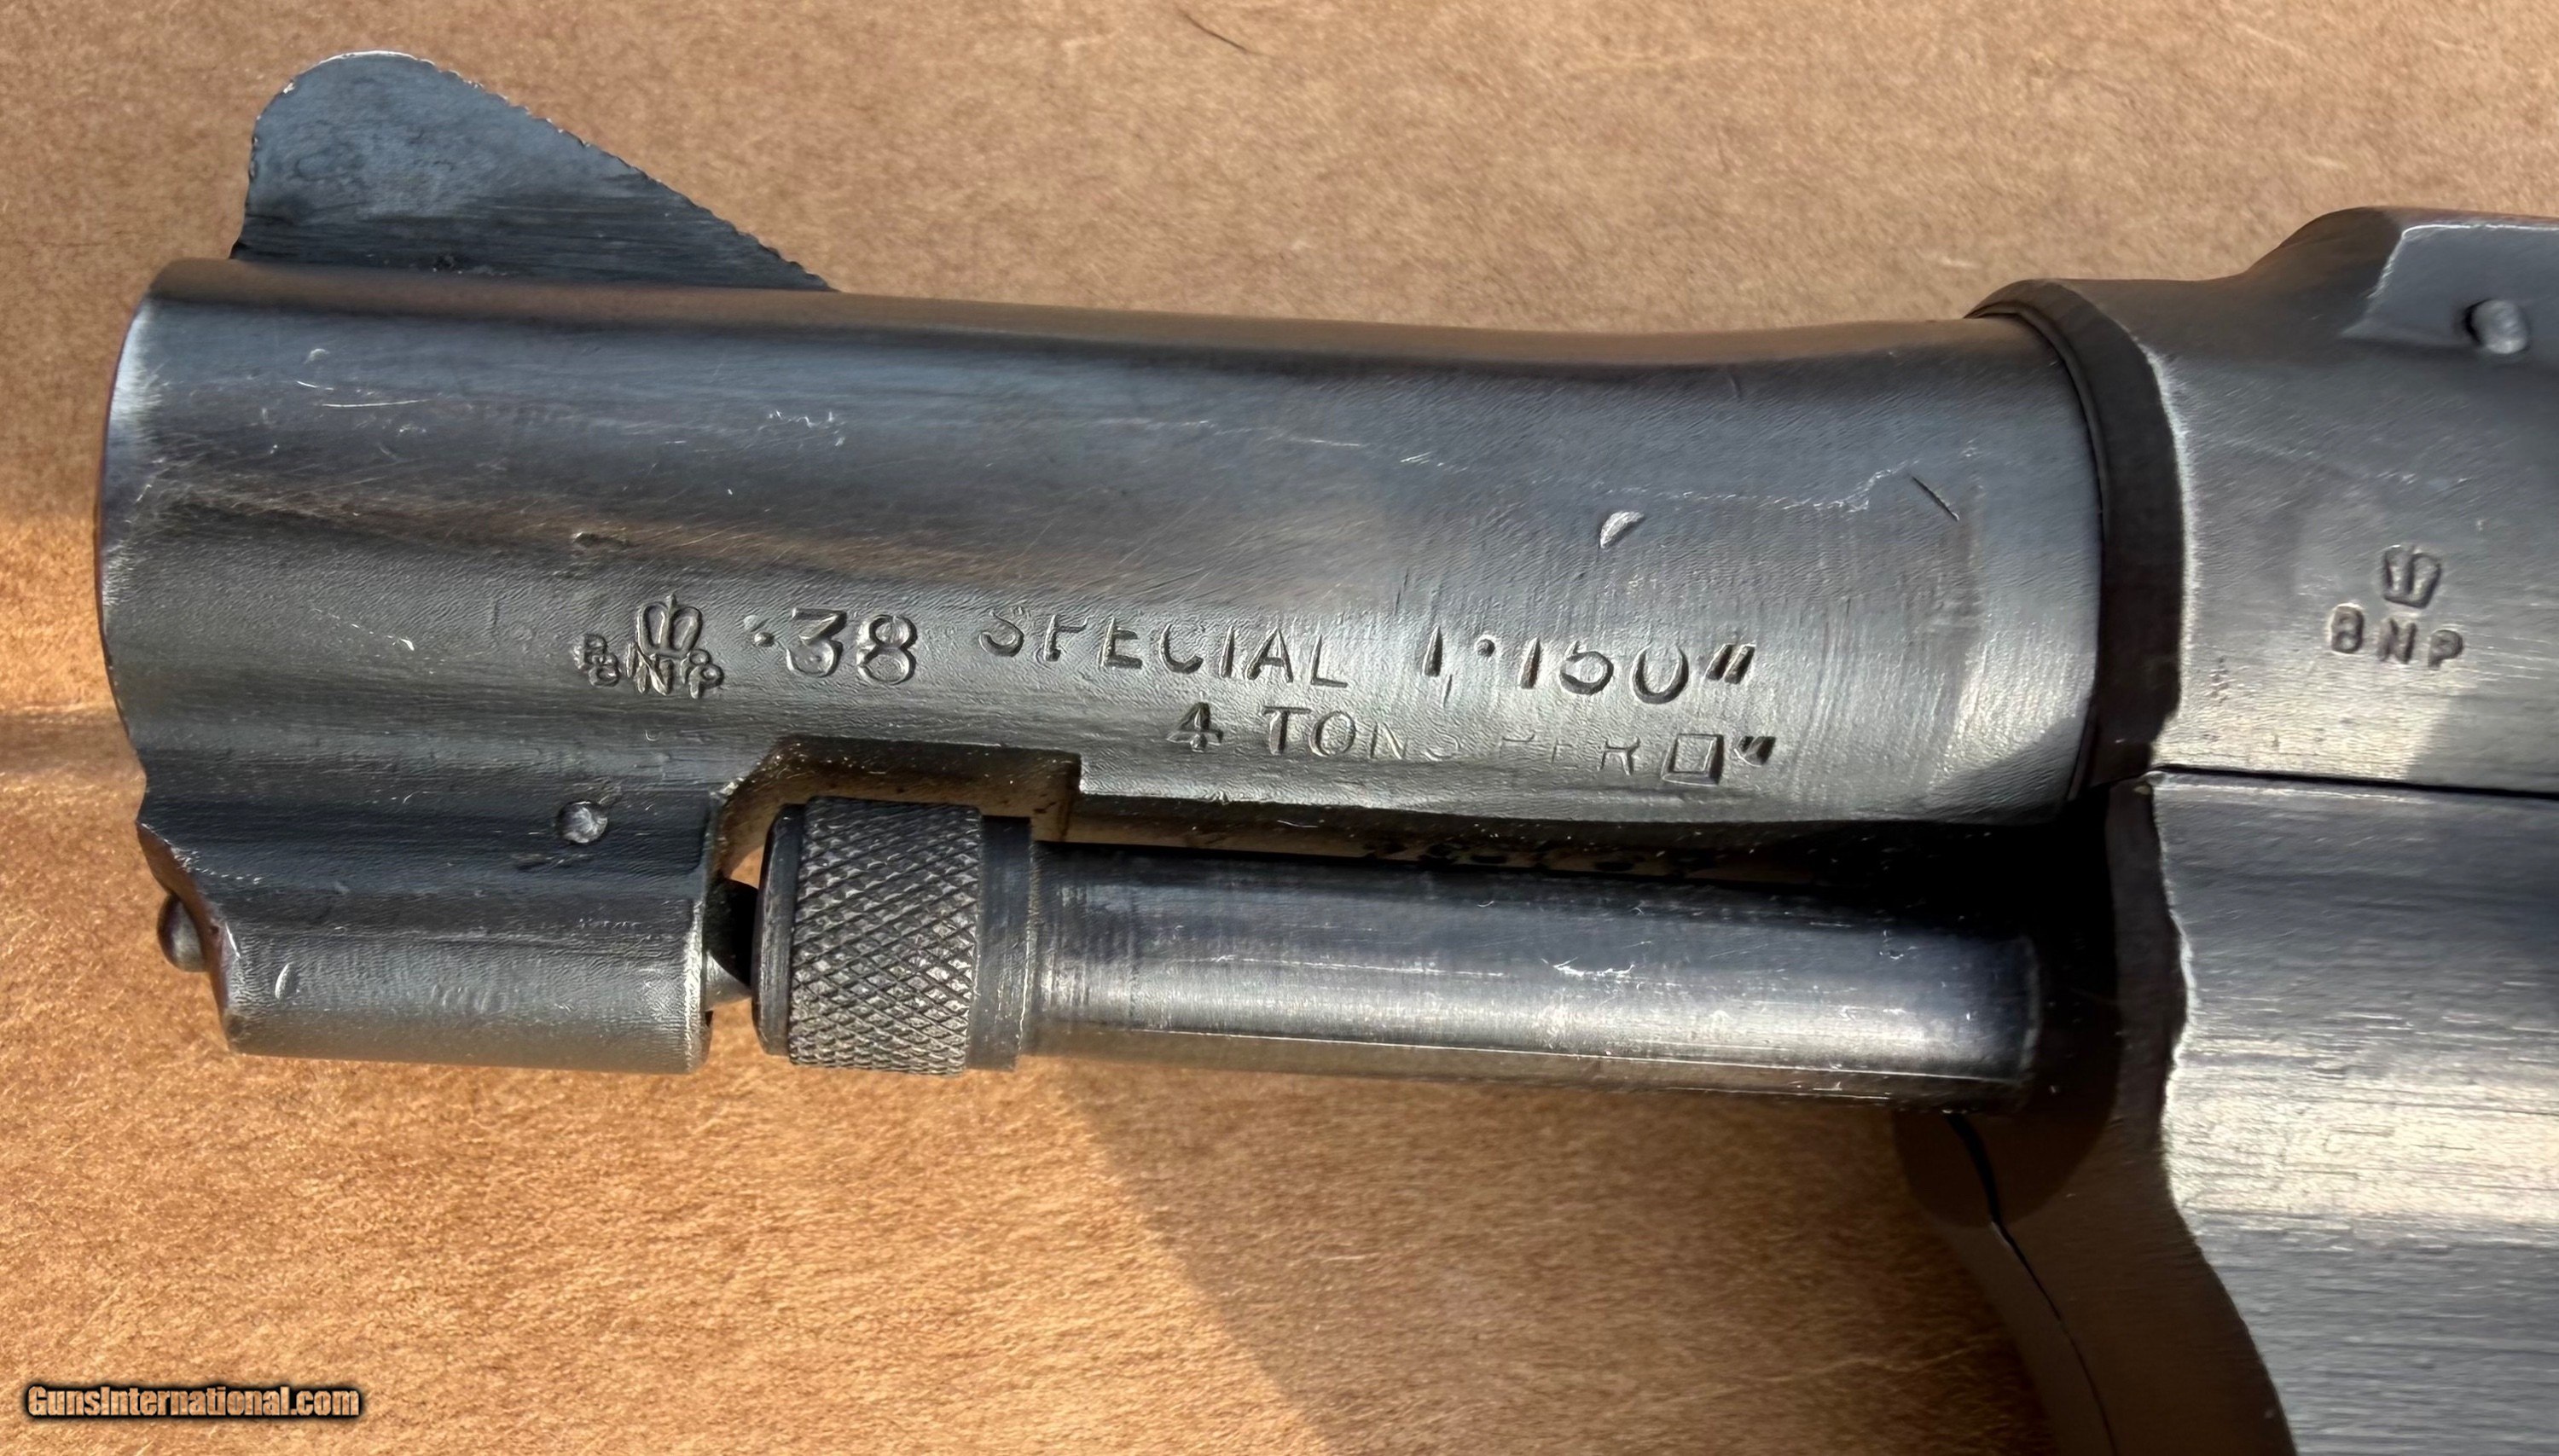 BNP .38 SPECIAL 1.150"
4 TONS PER □"
BNP
GunsInternational.com